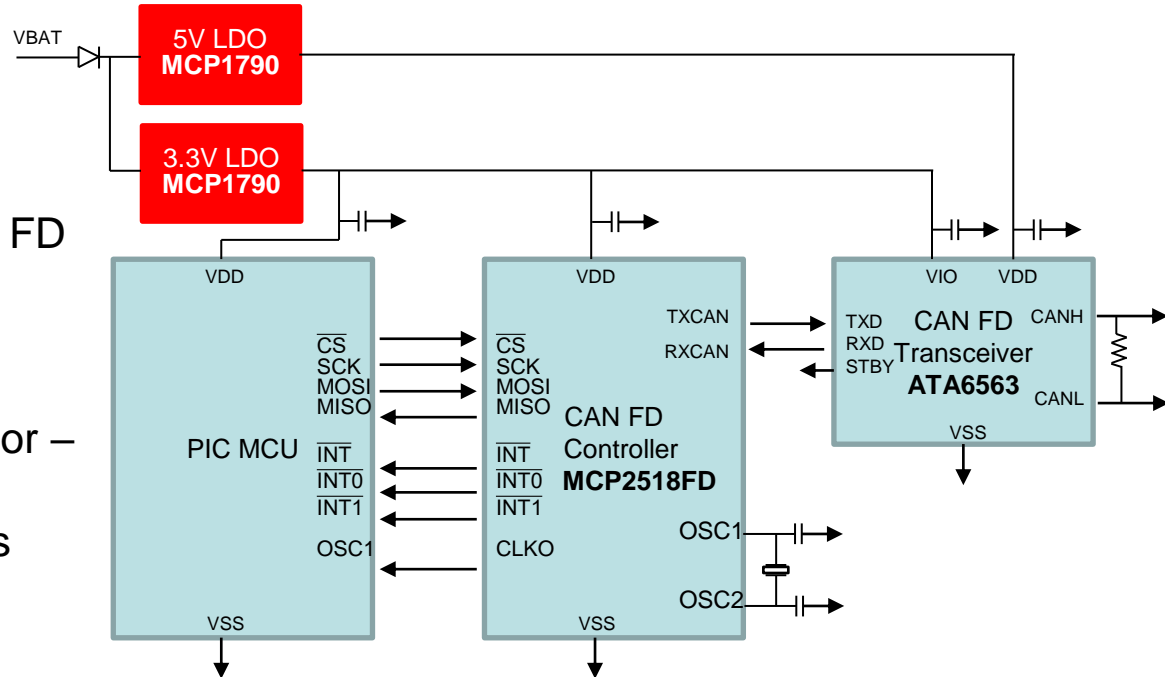 VBAT
5V LDO
MCP1790
3.3V LDO
MCP1790
FD
or –
s
VDD
CS
SCK
MOSI
MISO
PIC MCU
INT
INT0
INT1
OSC1
VSS
VDD
CS
SCK
MOSI
MISO
INT
INT0
INT1
CLKO
CAN FD
Controller
MCP2518FD
TXCAN
RXCAN
OSC1
OSC2
VSS
VIO
VDD
TXD
RXD
STBY
CAN FD
Transceiver
ATA6563
CANH
CANL
VSS